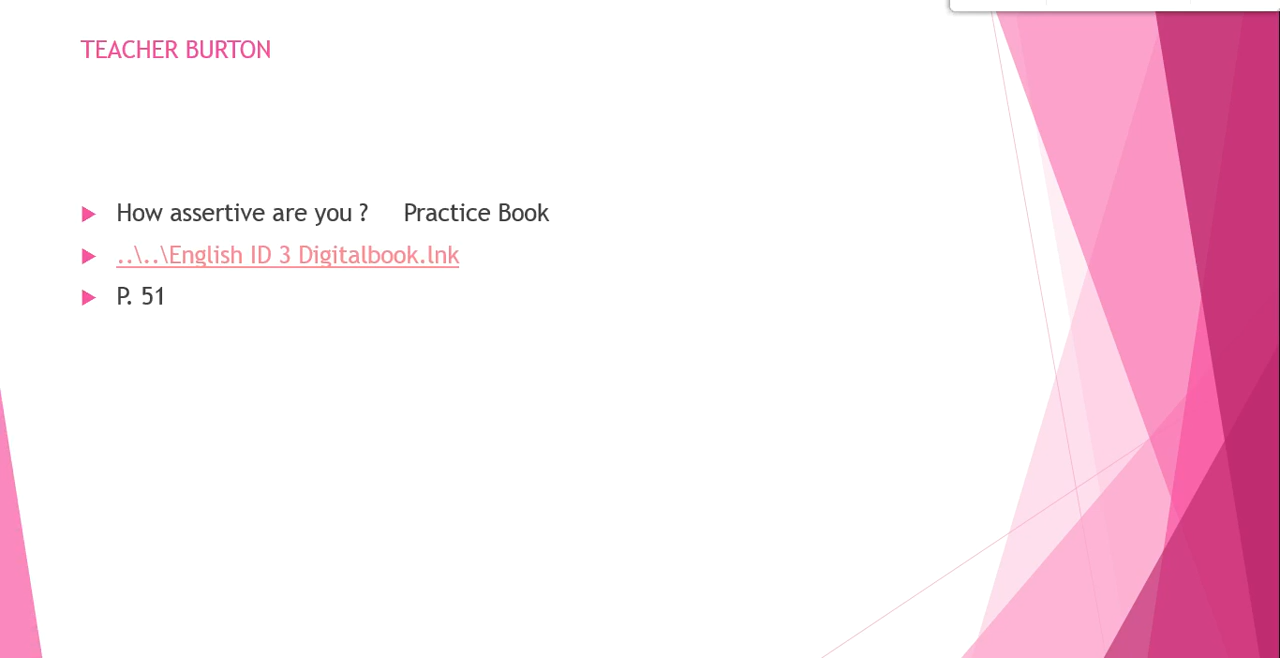 TEACHER BURTON
How assertive are you ? Practice Book
..\..\English ID 3 Digitalbook.lnk
P. 51